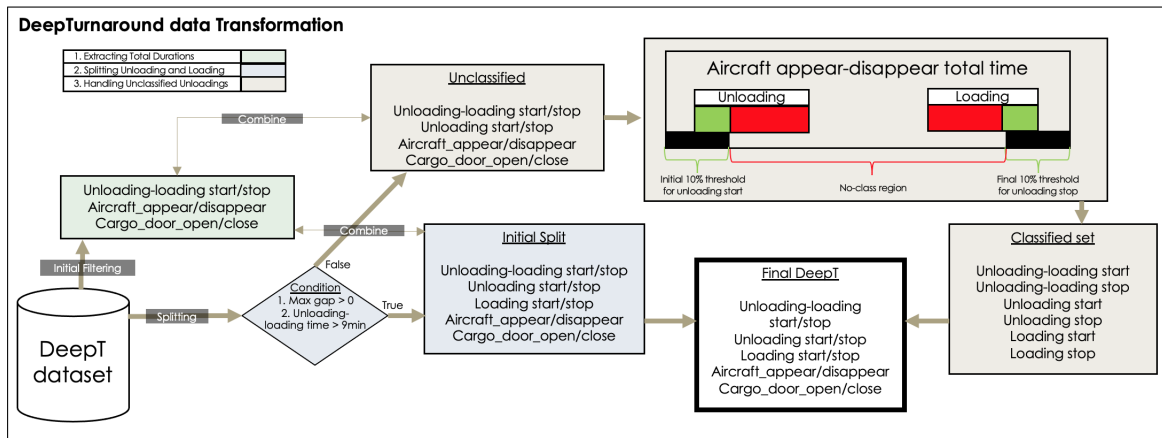 DeepTurnaround data Transformation
1. Extracting Total Durations
2. Splitting Unloading and Loading
3. Handling Unclassified Unloadings
Combine
Unloading-loading start/stop
Aircraft_appear/disappear
Cargo_door_open/close
Initial Filtering
DeepT
dataset
Splitting
Combine
False
Condition
1. Max gap > 0
2. Unloading-
loading time > 9min
True
Unclassified
Unloading-loading start/stop
Unloading start/stop
Aircraft_appear/disappear
Cargo_door_open/close
Initial Split
Unloading-loading start/stop
Unloading start/stop
Loading start/stop
Aircraft_appear/disappear
Cargo_door_open/close
Aircraft appear-disappear total time
Unloading
Loading
Initial 10% threshold
for unloading start
No-class region
Final 10% threshold
for unloading stop
Classified set
Unloading-loading start
Unloading-loading stop
Unloading start
Unloading stop
Loading start
Loading stop
Final DeepT
Unloading-loading
start/stop
Unloading start/stop
Loading start/stop
Aircraft_appear/disappear
Cargo_door_open/close